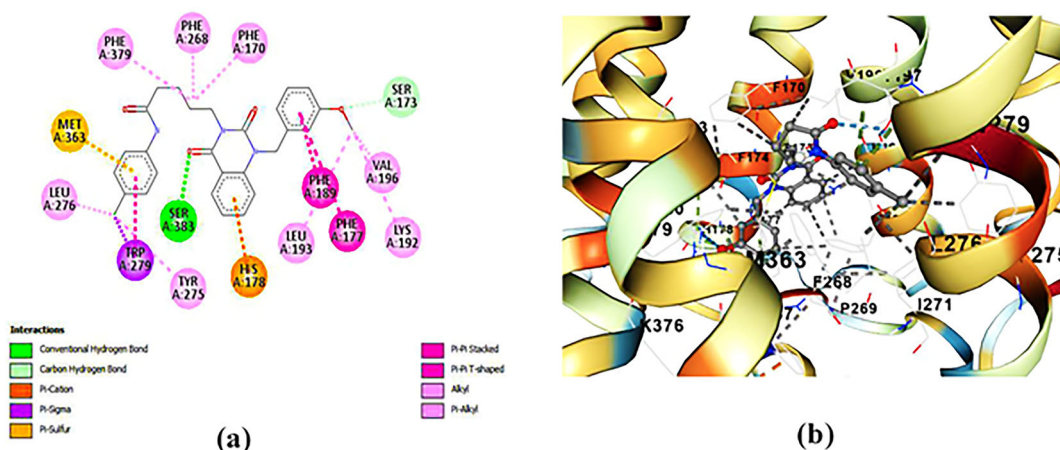 PHE
A:379
PHE
A:268
PHE
A:170
SER
A:173
MET
A:363
LEU
A:276
SER
A:383
PHE
A:189
VAL
A:196
TRP
A:279
TYR
A:275
HIS
A:178
LEU
A:193
PHE
A:177
LYS
A:192
O
N
O
N
N
O
O
Interactions
Conventional Hydrogen Bond
Carbon Hydrogen Bond
Pi-Cation
Pi-Sigma
Pi-Sulfur
Pi-Pi Stacked
Pi-Pi T-shaped
Alkyl
Pi-Alkyl
(a)
F170
279
F174
M363
L276
275
F268
P269
I271
K376
(b)